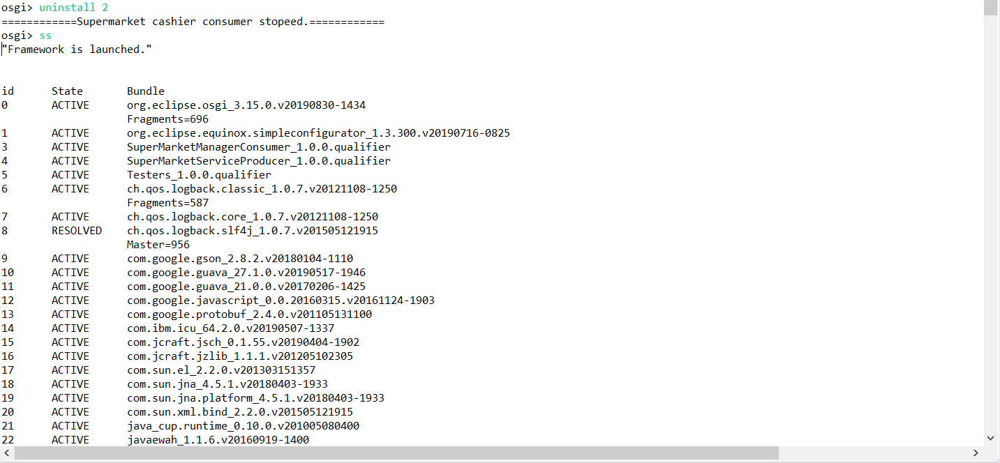 osgi> uninstall 2
============Supermarket cashier consumer stopeed.============
osgi> ss
"Framework is launched."
id State Bundle
0 ACTIVE org.eclipse.osgi_3.15.0.v20190830-1434
Fragments=696
1 ACTIVE org.eclipse.equinox.simpleconfigurator_1.3.300.v20190716-0825
3 ACTIVE SuperMarketManagerConsumer_1.0.0.qualifier
4 ACTIVE SuperMarketServiceProducer_1.0.0.qualifier
5 ACTIVE Testers_1.0.0.qualifier
6 ACTIVE ch.qos.logback.classic_1.0.7.v20121108-1250
Fragments=587
7 ACTIVE ch.qos.logback.core_1.0.7.v20121108-1250
8 RESOLVED ch.qos.logback.slf4j_1.0.7.v201505121915
Master=956
9 ACTIVE com.google.gson_2.8.2.v20180104-1110
10 ACTIVE com.google.guava_27.1.0.v20190517-1946
11 ACTIVE com.google.guava_21.0.0.v20170206-1425
12 ACTIVE com.google.javascript_0.0.20160315.v20161124-1903
13 ACTIVE com.google.protobuf_2.4.0.v201105131100
14 ACTIVE com.ibm.icu_64.2.0.v20190507-1337
15 ACTIVE com.jcraft.jsch_0.1.55.v20190404-1902
16 ACTIVE com.jcraft.jzlib_1.1.1.v201205102305
17 ACTIVE com.sun.el_2.2.0.v201303151357
18 ACTIVE com.sun.jna_4.5.1.v20180403-1933
19 ACTIVE com.sun.jna.platform_4.5.1.v20180403-1933
20 ACTIVE com.sun.xml.bind_2.2.0.v201505121915
21 ACTIVE java_cup.runtime_0.10.0.v201005080400
22 ACTIVE javaewah_1.1.6.v20160919-1400